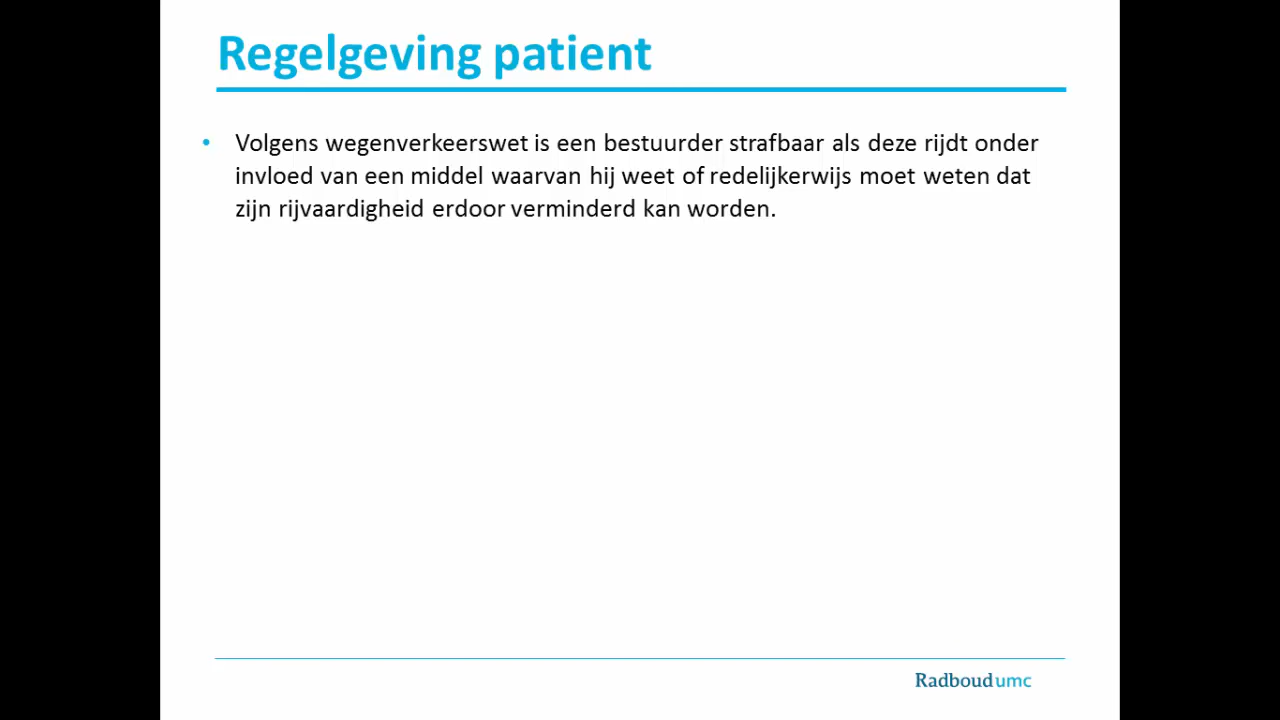 Regelgeving patient
• Volgens wegenverkeerswet is een bestuurder strafbaar als deze rijdt onder
invloed van een middel waarvan hij weet of redelijkerwijs moet weten dat
zijn rijvaardigheid erdoor verminderd kan worden.
Radboudumc